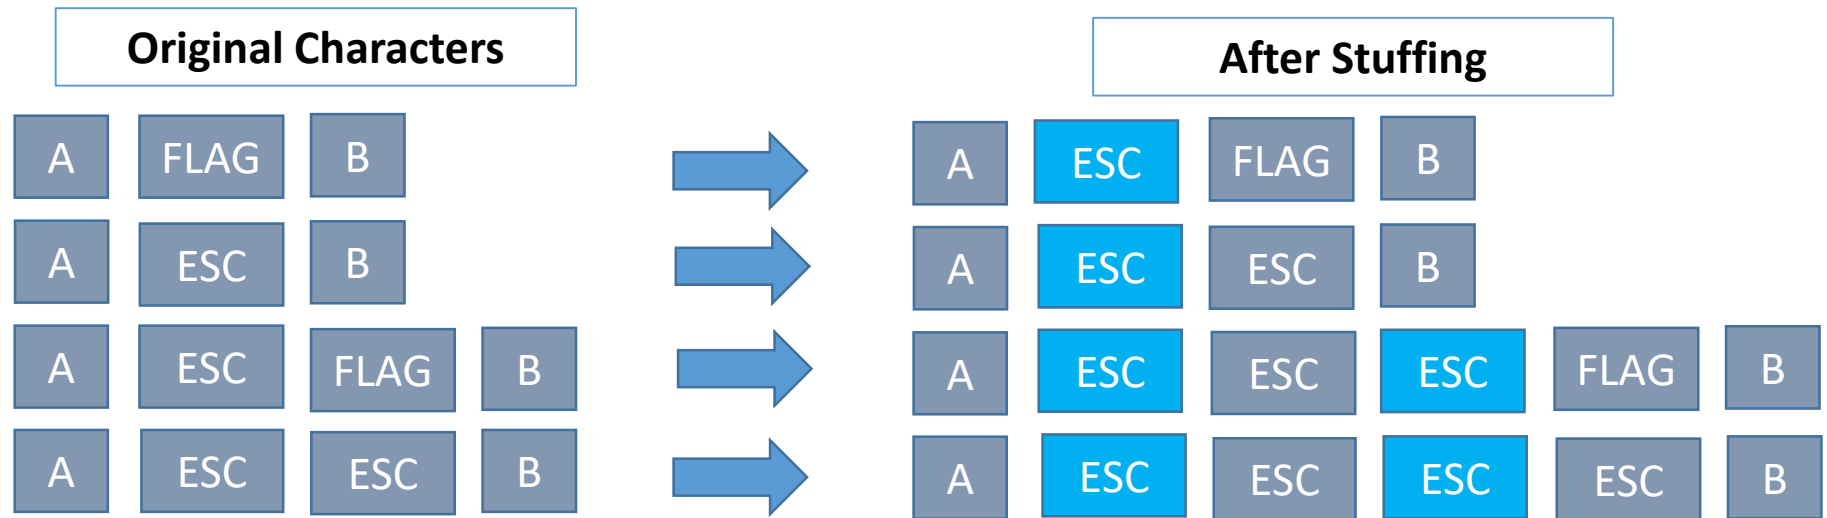 Original Characters After Stuffing
A FLAG B A ESC FLAG B
A ESC B A ESC ESC B
A ESC FLAG B A ESC ESC ESC FLAG B
A ESC ESC B A ESC ESC ESC ESC B